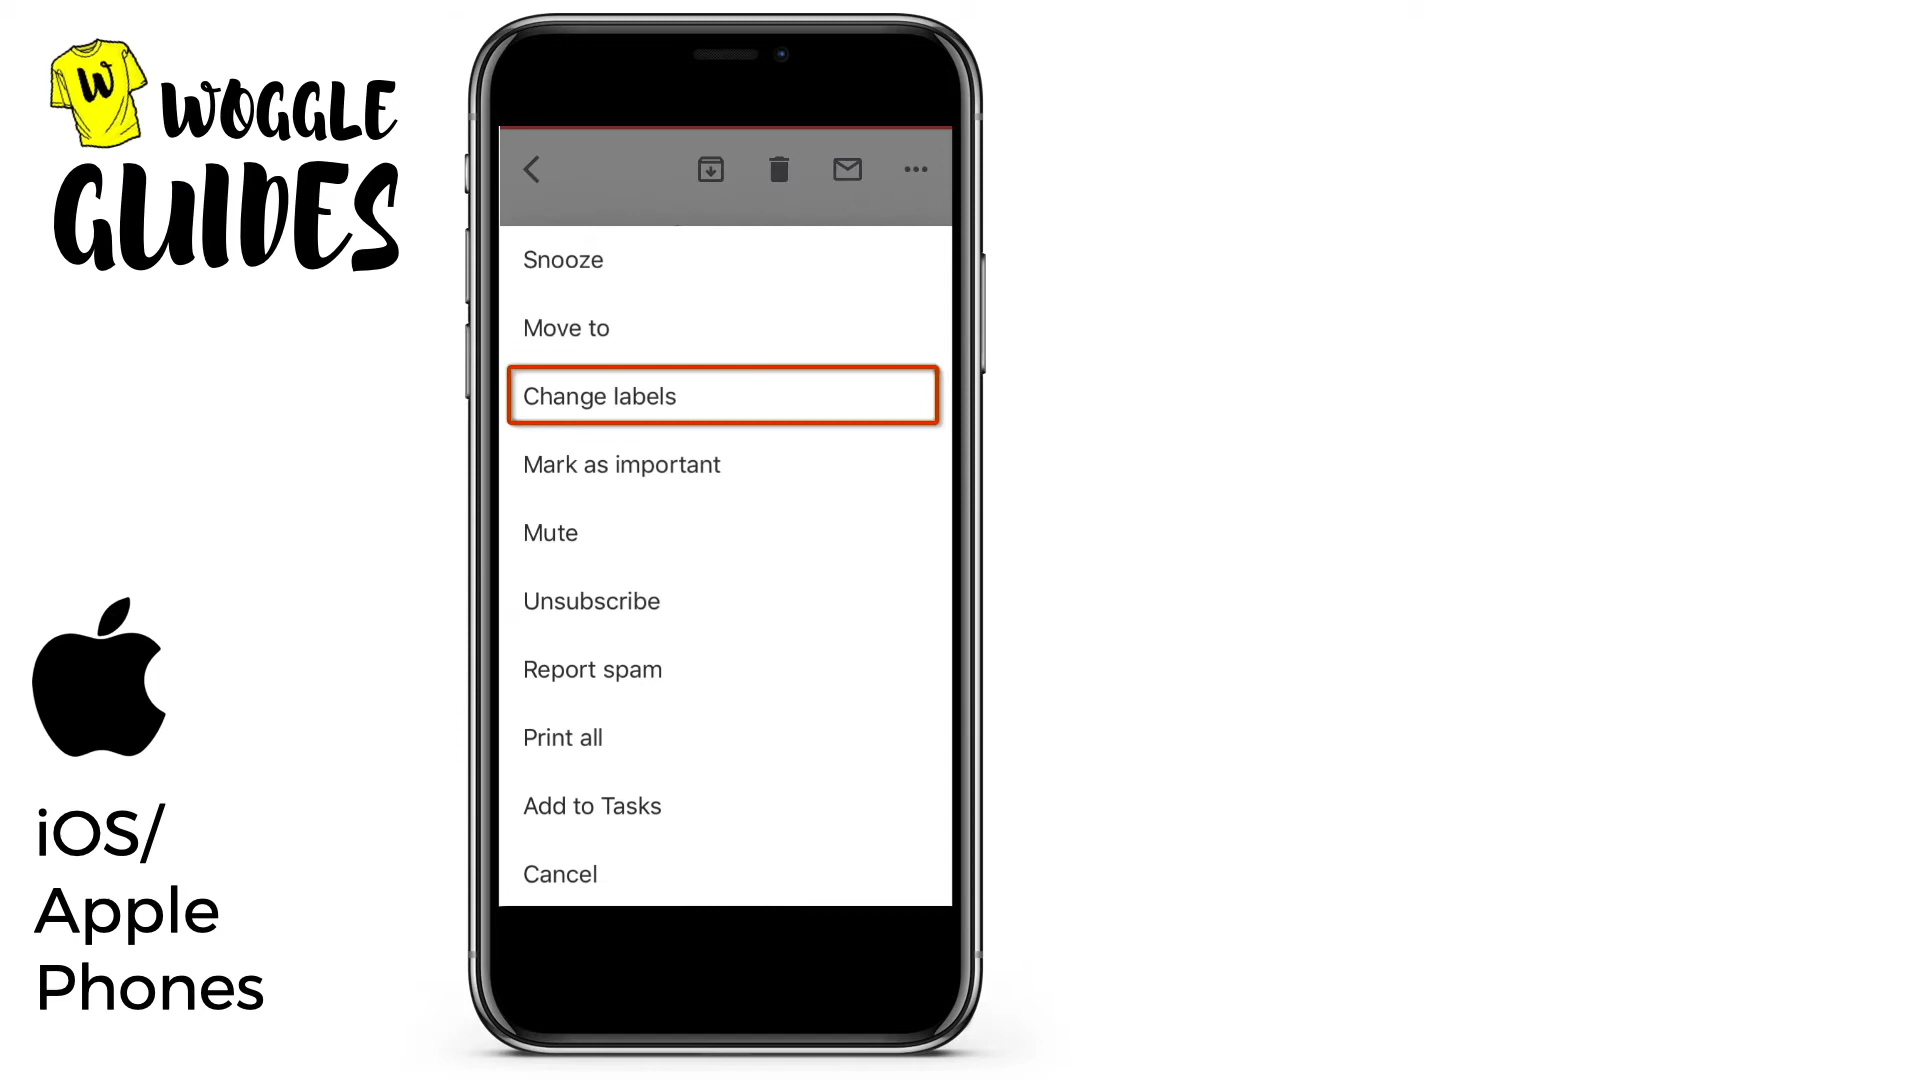 W
WOGGLE
GUIDES
Snooze
Move to
Change labels
Mark as important
Mute
Unsubscribe
Report spam
Print all
Add to Tasks
Cancel
iOS/
Apple
Phones